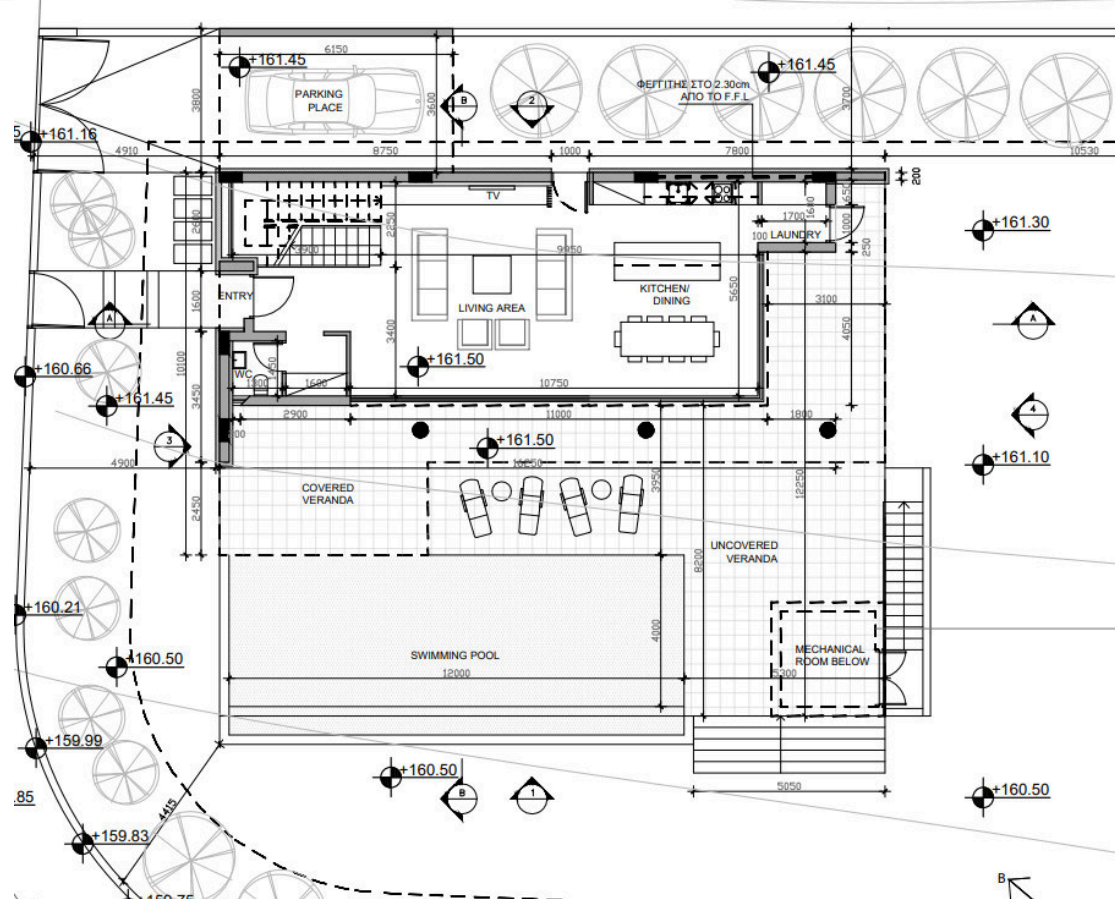 6150
+161.45
PARKING
PLACE
3800
3600
B
2
ΦΕΓΓΙΤΗΣ ΣΤΟ 2.30cm
ΑΠΟ ΤΟ F.F.L
+161.45
3700
+161.16
4910
8750
1000
7800
10530
200
TV
650
1600
1700
1000
LAUNDRY
100
250
+161.30
2600
2250
3900
9950
KITCHEN/
DINING
5650
3100
ENTRY
1600
LIVING AREA
A
A
3400
4050
+160.66
+161.50
10100
WC
1450
1300
1600
10750
+161.45
3450
2900
11000
1800
4
3
+161.50
4900
16250
+161.10
COVERED
VERANDA
3950
12250
2450
UNCOVERED
VERANDA
8200
+160.21
4000
+160.50
SWIMMING POOL
MECHANICAL
ROOM BELOW
12000
5300
+159.99
+160.50
B
1
5050
+160.50
.85
4415
+159.83
B
+159.75